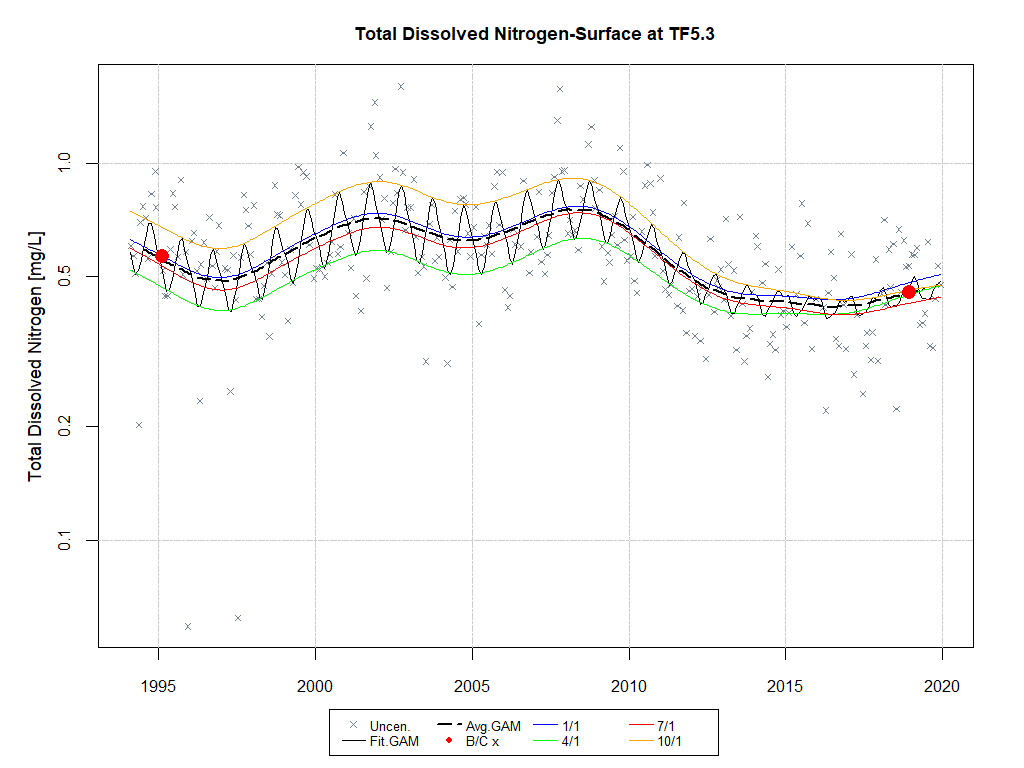 Total Dissolved Nitrogen-Surface at TF5.3
Total Dissolved Nitrogen [mg/L]
1.0
0.5
0.2
0.1
1995 2000 2005 2010 2015 2020
Uncen. Avg.GAM 1/1 7/1
Fit.GAM B/C x 4/1 10/1